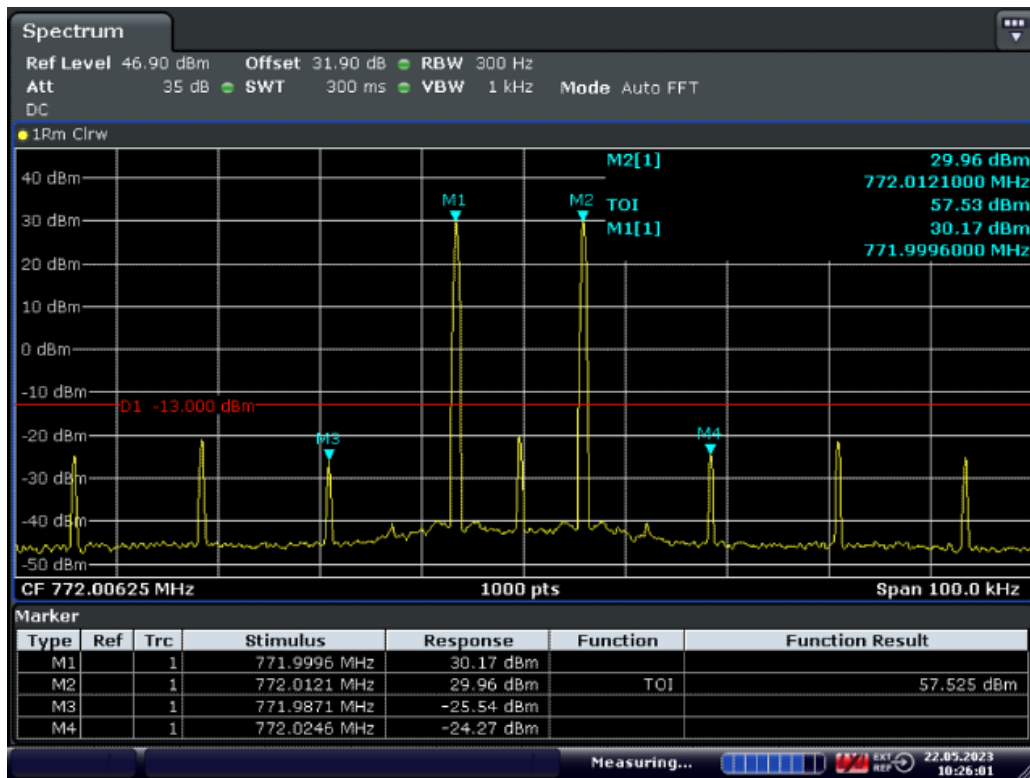 Spectrum
Ref Level 46.90 dBm Offset 31.90 dB RBW 300 Hz
Att 35 dB SWT 300 ms VBW 1 kHz Mode Auto FFT
DC
1Rm Clrw
M2[1] 29.96 dBm
772.0121000 MHz
TOI 57.53 dBm
M1[1] 30.17 dBm
771.9996000 MHz
40 dBm
M1 M2
30 dBm
20 dBm
10 dBm
0 dBm
-10 dBm
D1 -13.000 dBm
-20 dBm
M3 M4
-30 dBm
-40 dBm
-50 dBm
CF 772.00625 MHz 1000 pts Span 100.0 kHz
Marker
Type Ref Trc Stimulus Response Function Function Result
M1 1 771.9996 MHz 30.17 dBm
M2 1 772.0121 MHz 29.96 dBm TOI 57.525 dBm
M3 1 771.9871 MHz -25.54 dBm
M4 1 772.0246 MHz -24.27 dBm
Measuring... EXT REF 22.05.2023
10:26:01